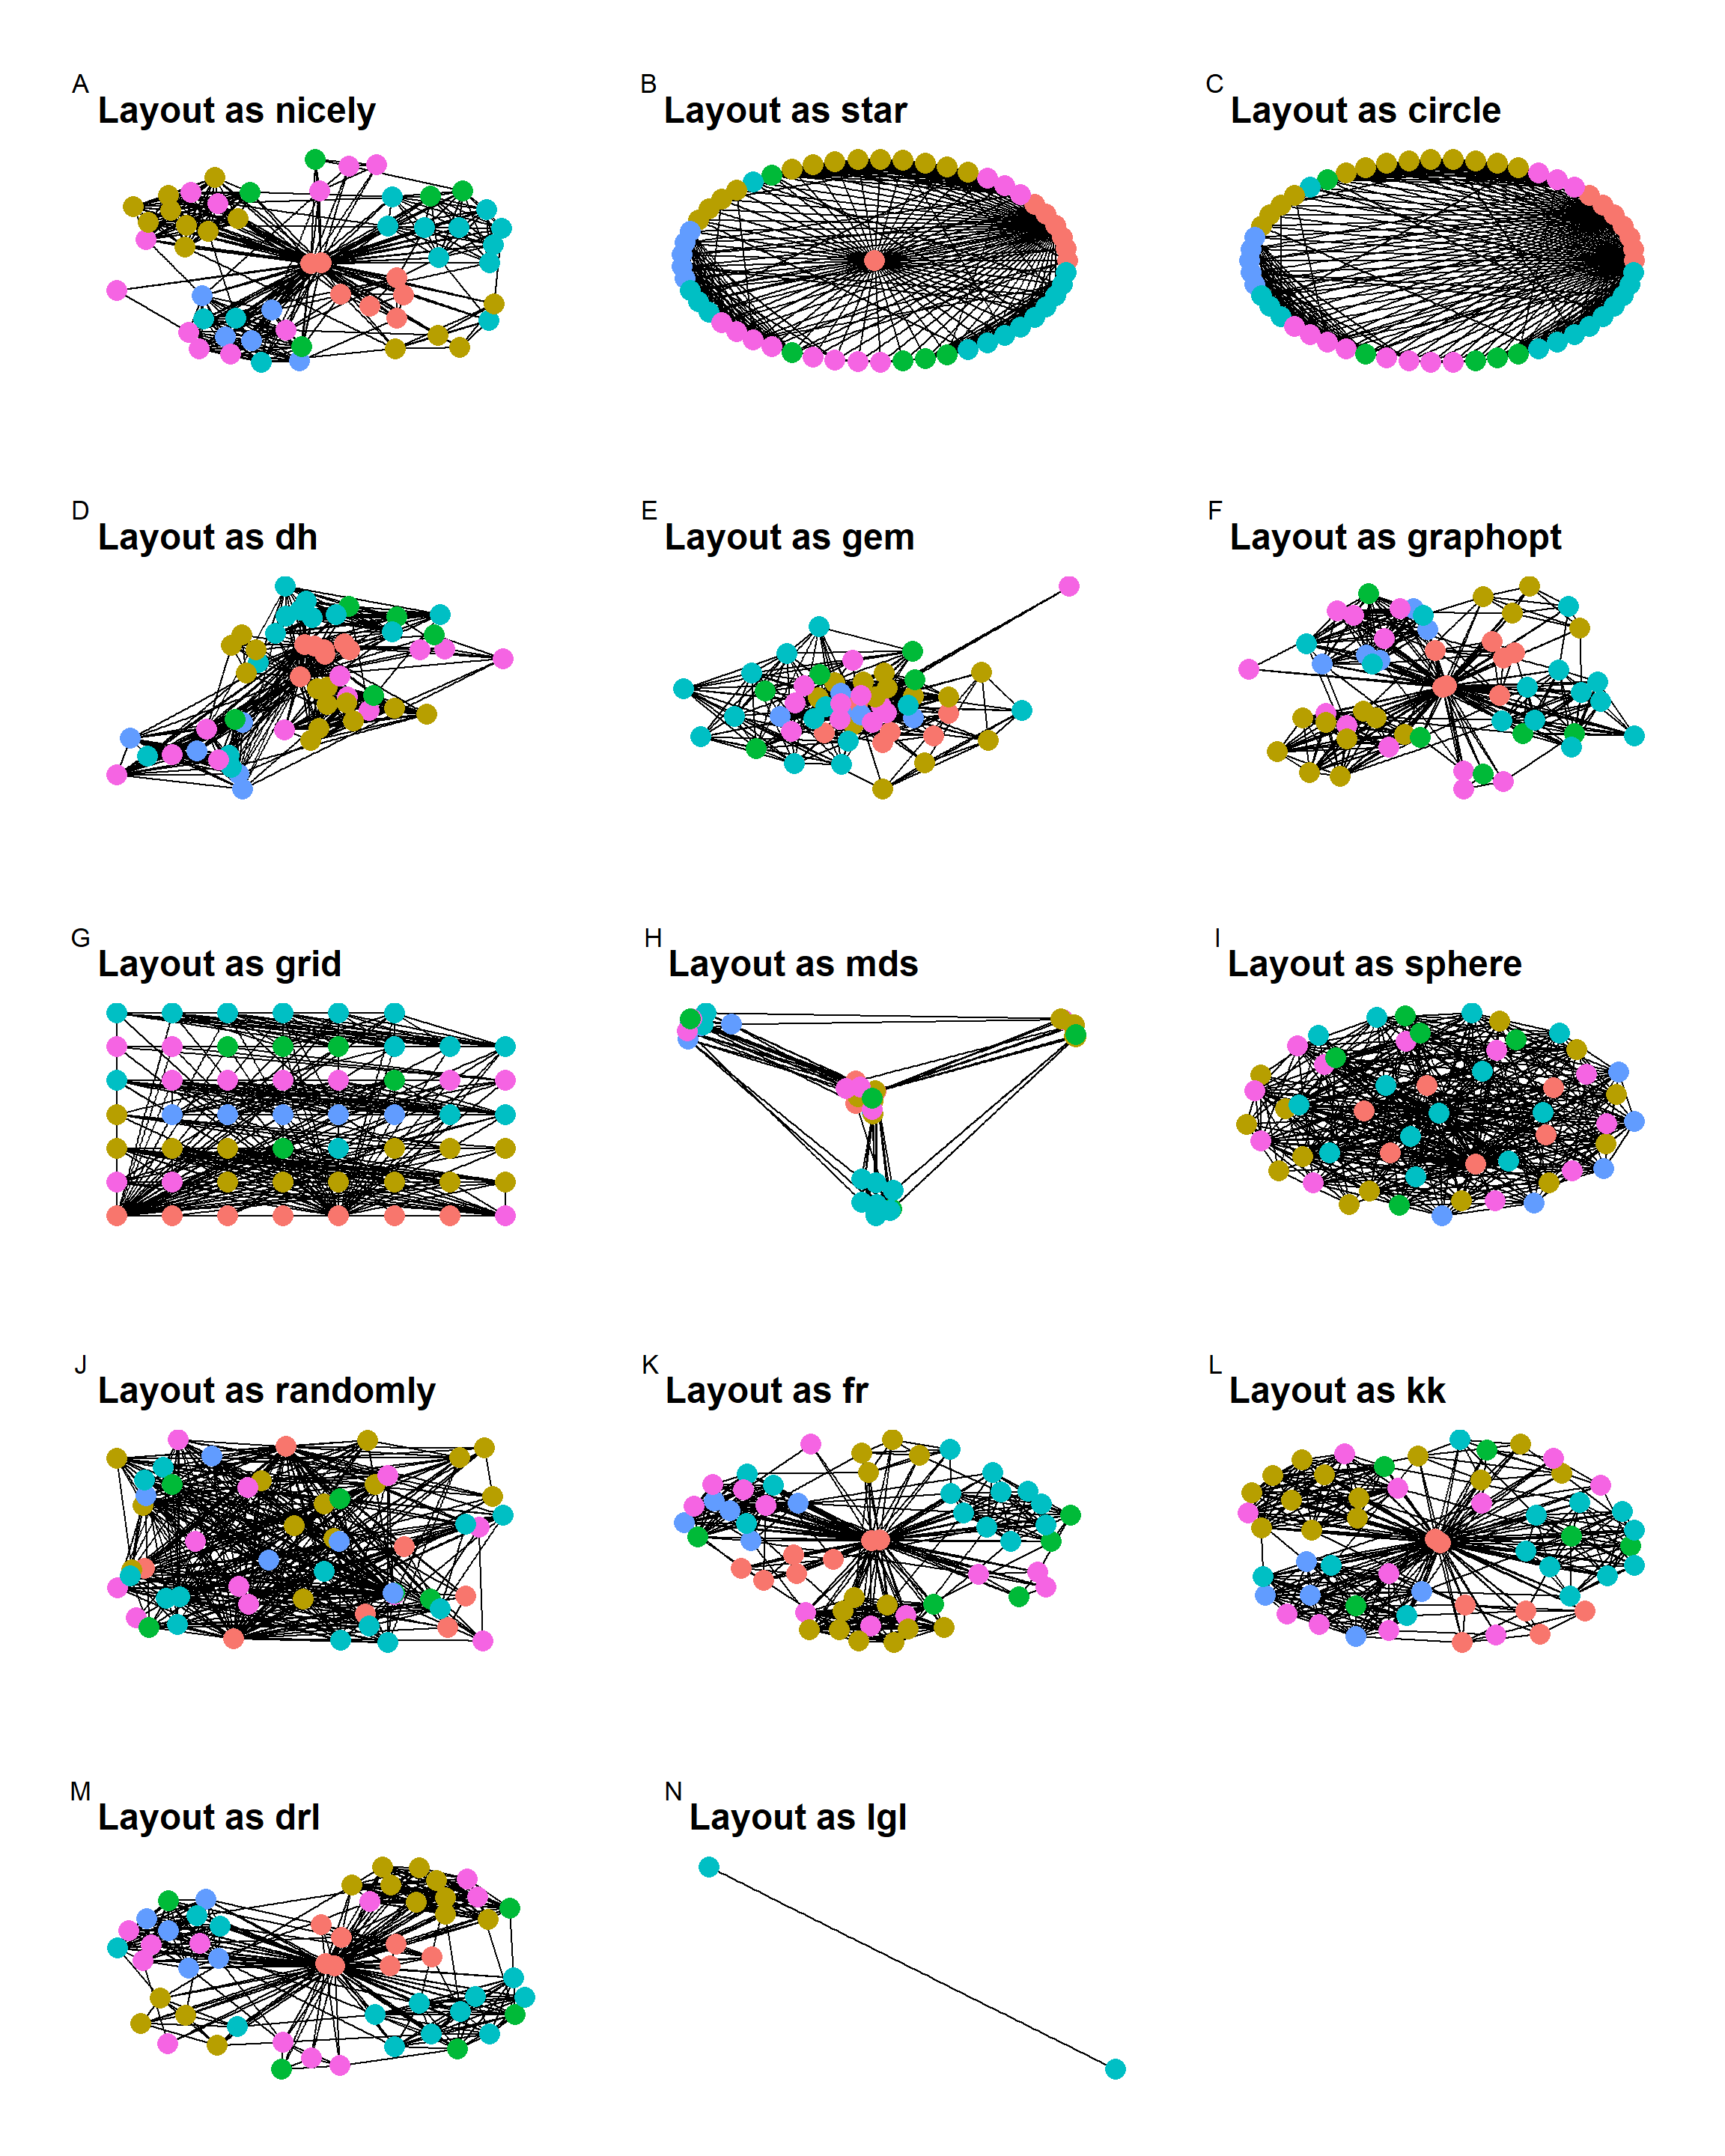 A
Layout as nicely
B
Layout as star
C
Layout as circle
D
Layout as dh
E
Layout as gem
F
Layout as graphopt
G
Layout as grid
H
Layout as mds
I
Layout as sphere
J
Layout as randomly
K
Layout as fr
L
Layout as kk
M
Layout as drl
N
Layout as lgl